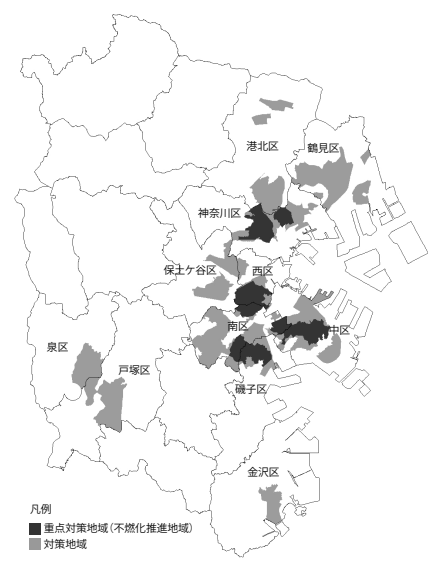 港北区
鶴見区
神奈川区
保土ケ谷区
西区
南区
中区
泉区
戸塚区
磯子区
金沢区
凡例
重点対策地域(不燃化推進地域)
対策地域